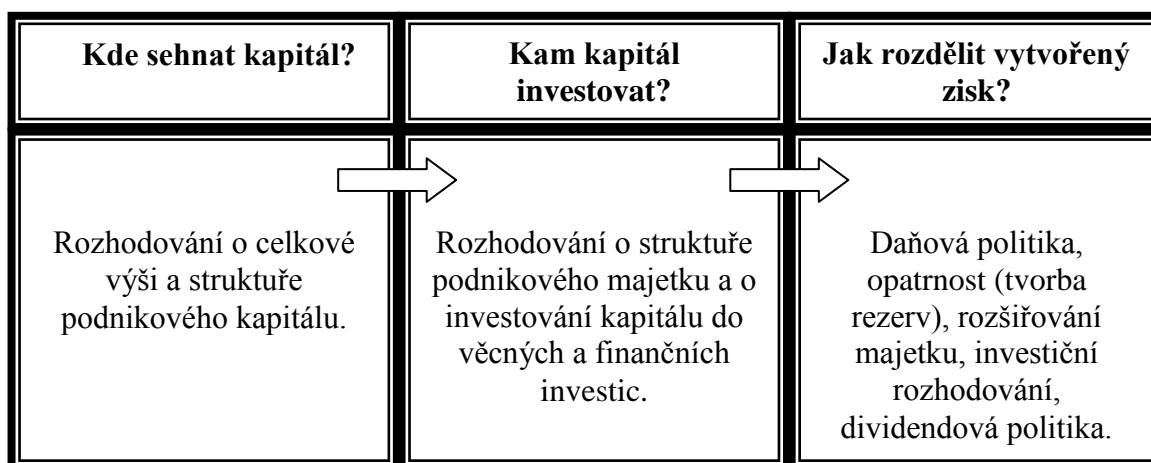 Kde sehnat kapitál?
Kam kapitál
investovat?
Jak rozdělit vytvořený
zisk?
Rozhodování o celkové
výši a struktuře
podnikového kapitálu.
Rozhodování o struktuře
podnikového majetku a o
investování kapitálu do
věcných a finančních
investic.
Daňová politika,
opatrnost (tvorba
rezerv), rozšiřování
majetku, investiční
rozhodování,
dividendová politika.